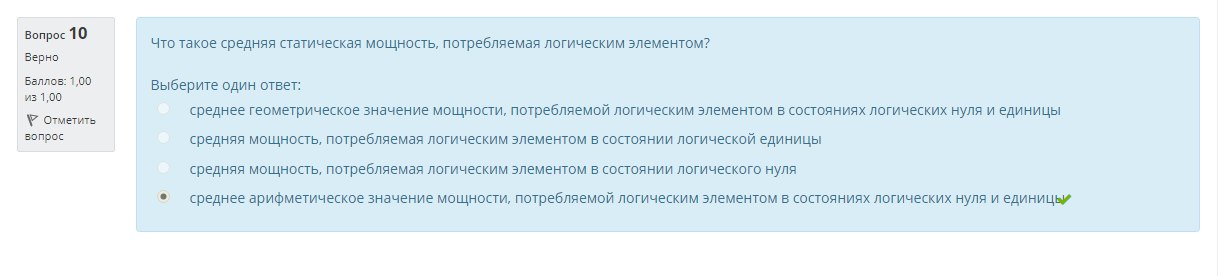 Вопрос 10
Верно
Баллов: 1,00
из 1,00
Отметить
вопрос
Что такое средняя статическая мощность, потребляемая логическим элементом?
Выберите один ответ:
среднее геометрическое значение мощности, потребляемой логическим элементом в состояниях логических нуля и единицы
средняя мощность, потребляемая логическим элементом в состоянии логической единицы
средняя мощность, потребляемая логическим элементом в состоянии логического нуля
среднее арифметическое значение мощности, потребляемой логическим элементом в состояниях логических нуля и единицы